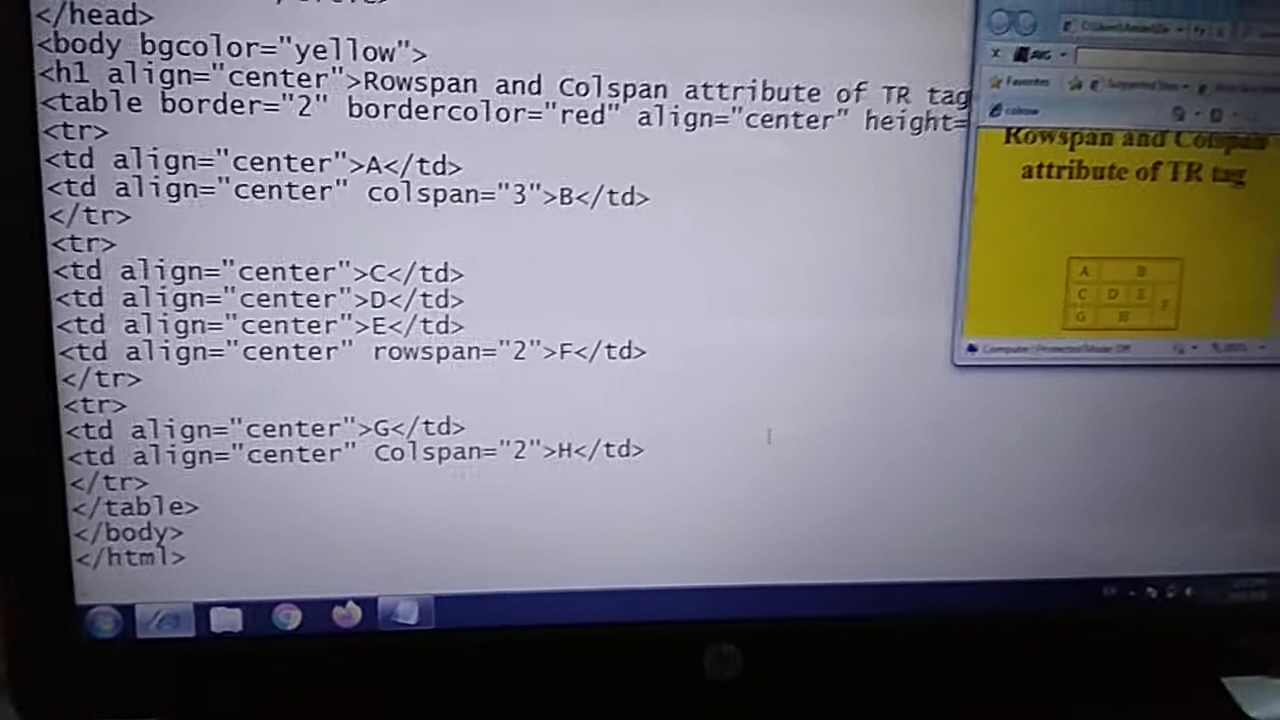 </head>
<body bgcolor="yellow">
<h1 align="center">Rowspan and Colspan attribute of TR tag
<table border="2" bordercolor="red" align="center" height=
<tr>
<td align="center">A</td>
<td align="center" colspan="3">B</td>
</tr>
<tr>
<td align="center">C</td>
<td align="center">D</td>
<td align="center">E</td>
<td align="center" rowspan="2">F</td>
</tr>
<tr>
<td align="center">G</td>
<td align="center" Colspan="2">H</td>
</tr>
</table>
</body>
</html>
x AVG
Favorites
colrow
Rowspan and Colspan
attribute of TR tag
A B
C D E F
G H
hp